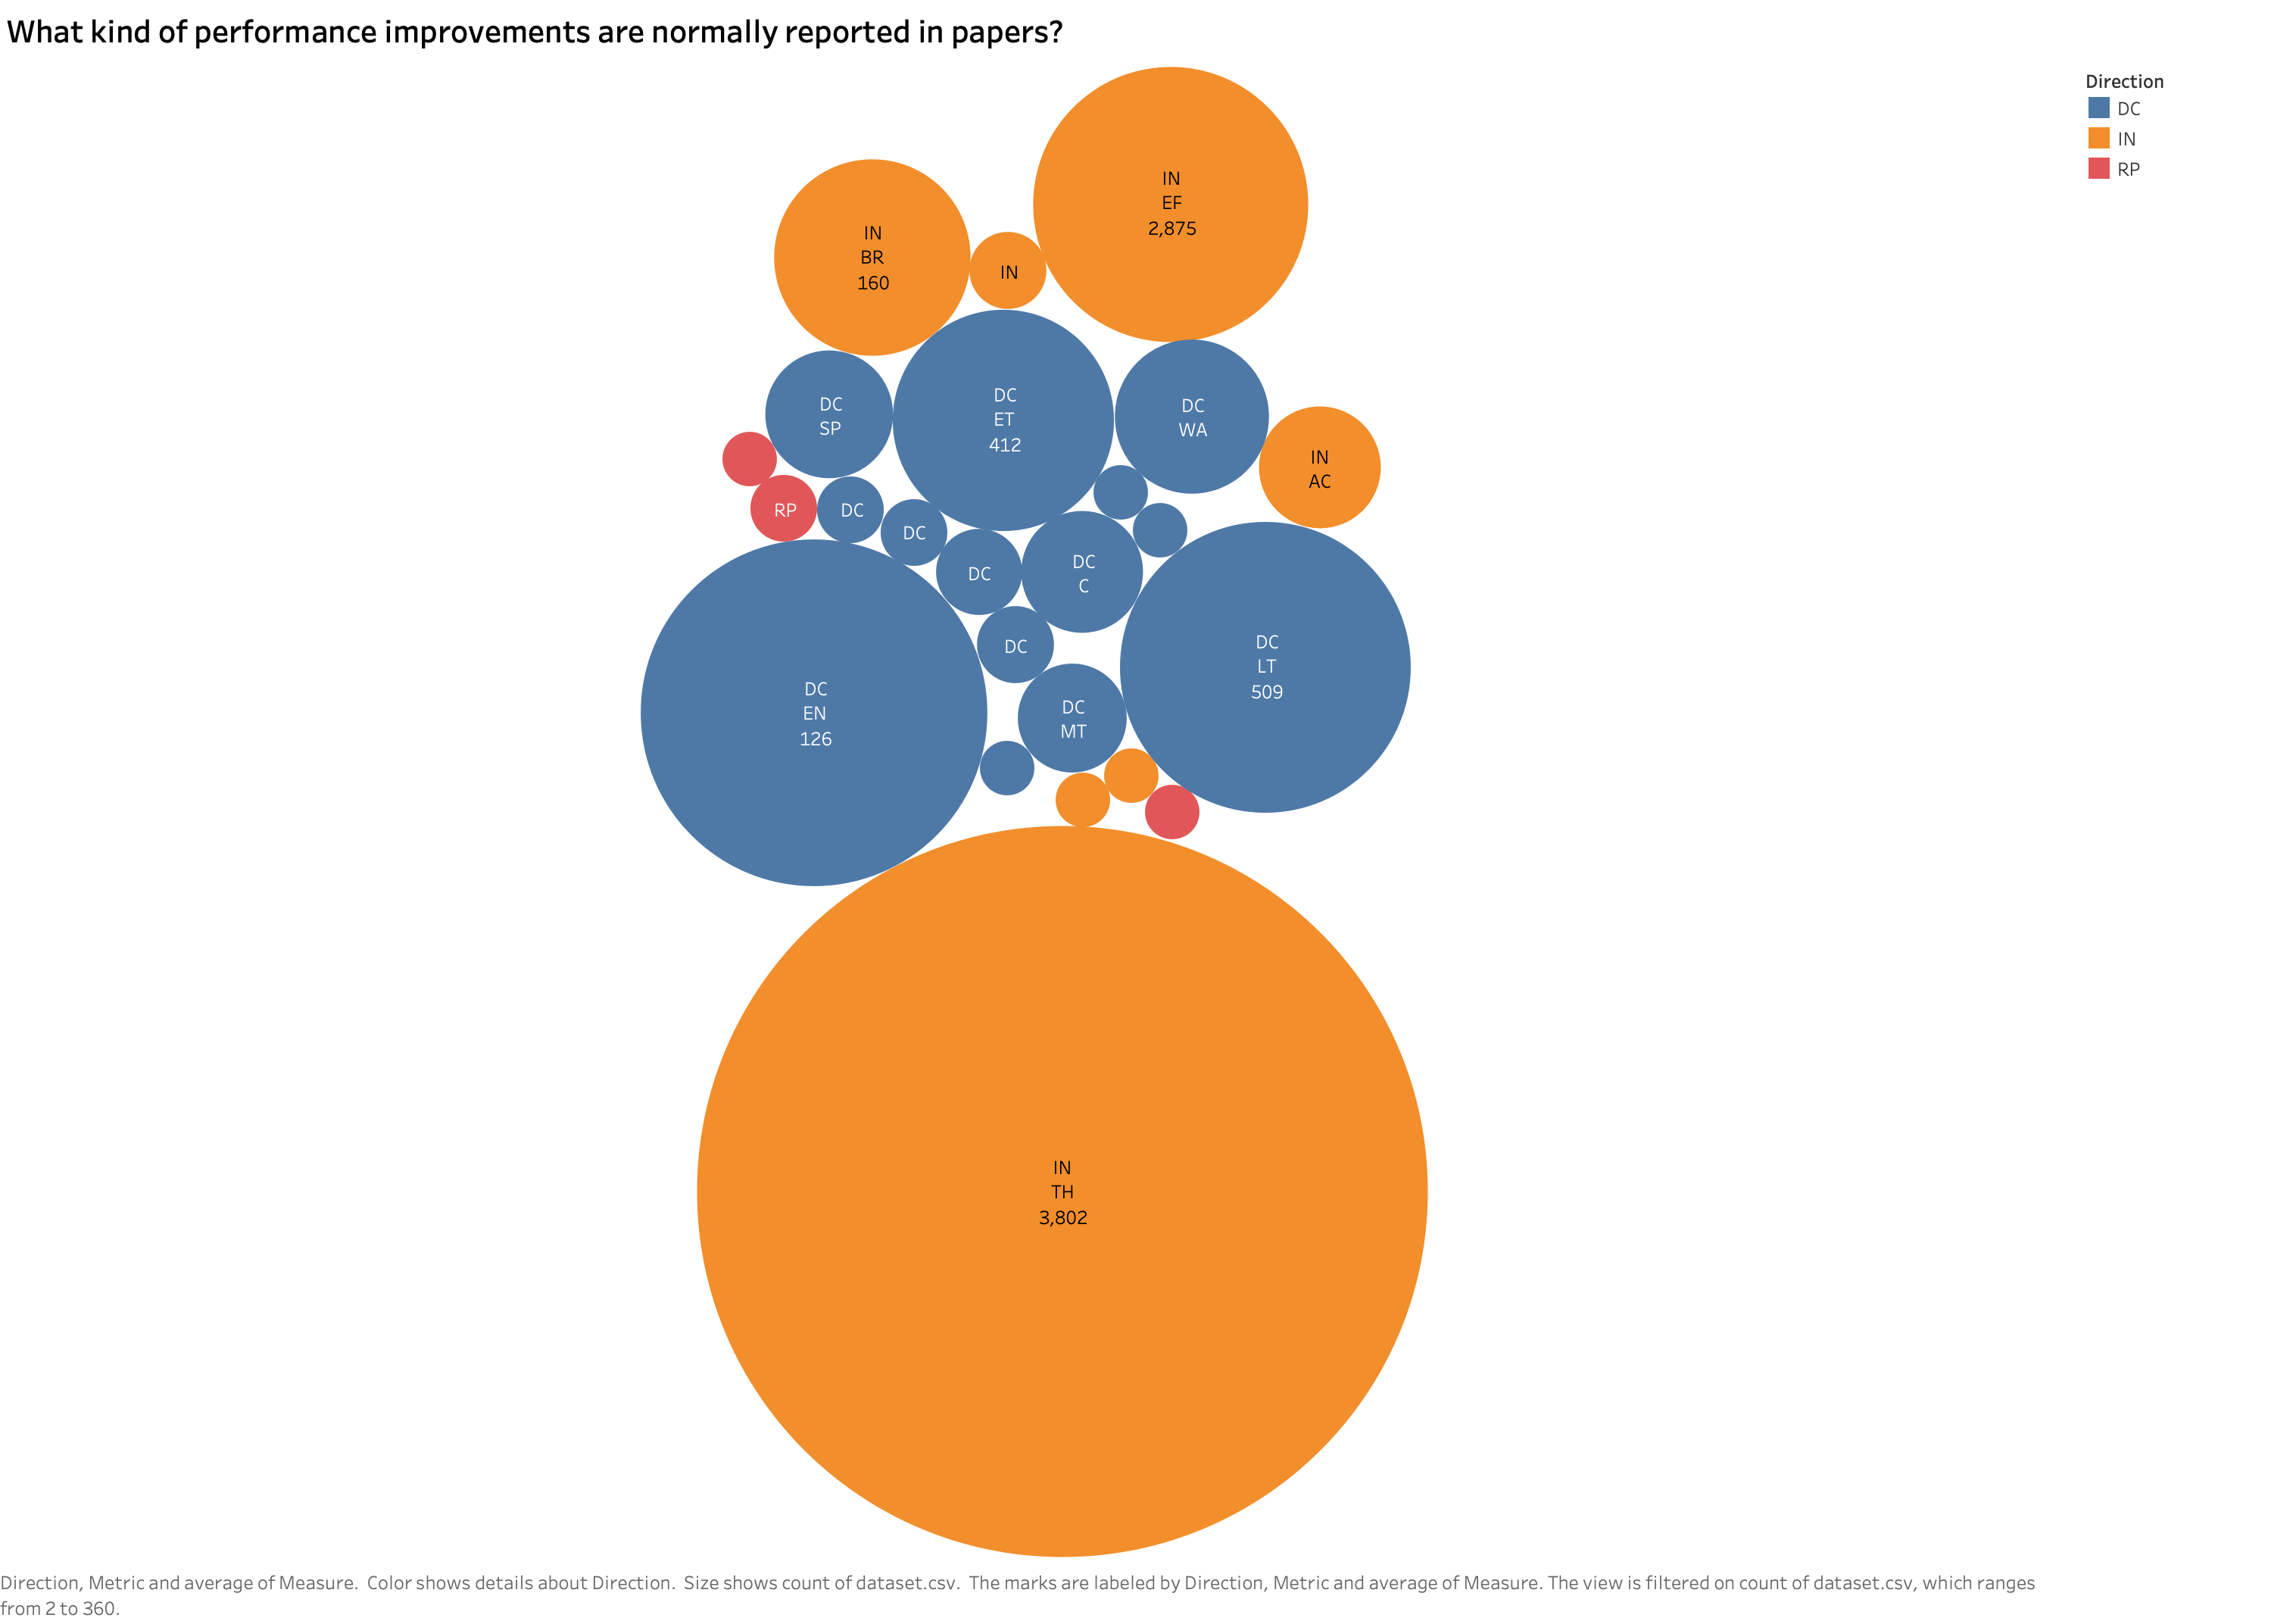 What kind of performance improvements are normally reported in papers?
Direction
DC
IN
RP
IN
EF
2,875
IN
BR
160
IN
DC
SP
DC
ET
412
DC
WA
IN
AC
RP
DC
DC
DC
DC
C
DC
DC
LT
509
DC
EN
126
DC
MT
IN
TH
3,802
Direction, Metric and average of Measure. Color shows details about Direction. Size shows count of dataset.csv. The marks are labeled by Direction, Metric and average of Measure. The view is filtered on count of dataset.csv, which ranges
from 2 to 360.